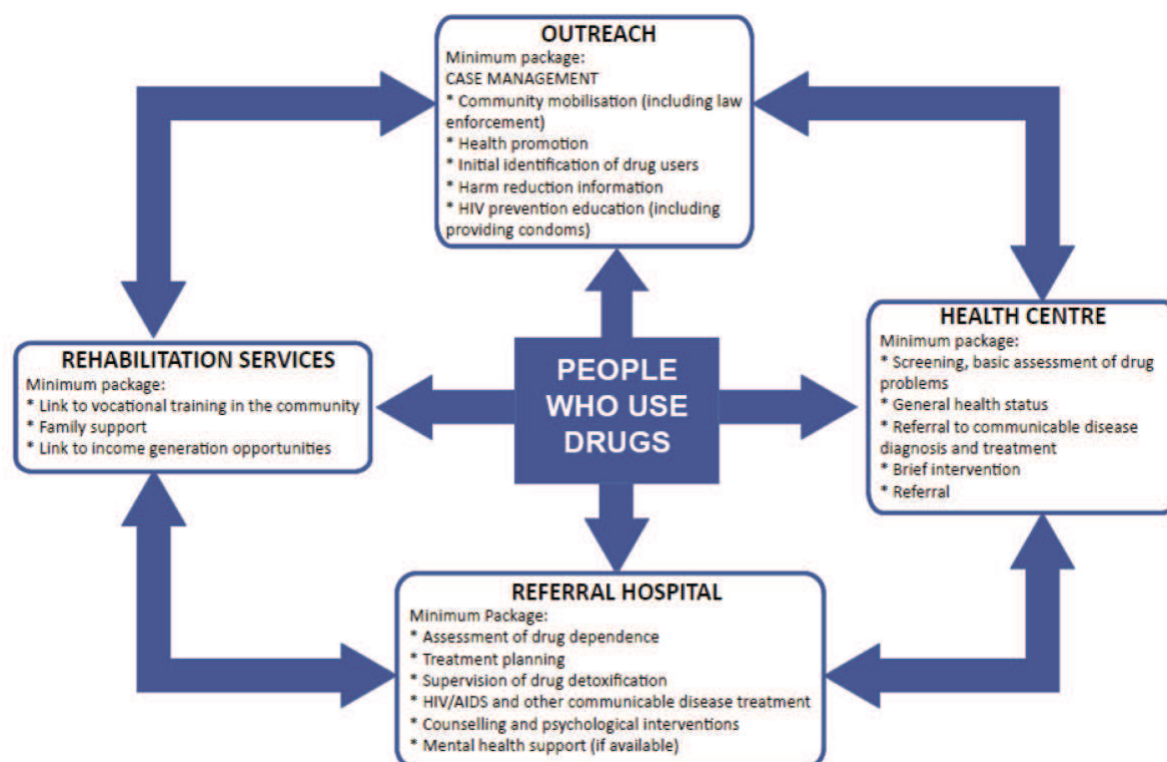 OUTREACH
Minimum package:
CASE MANAGEMENT
* Community mobilisation (including law
enforcement)
* Health promotion
* Initial identification of drug users
* Harm reduction information
* HIV prevention education (including
providing condoms)
REHABILITATION SERVICES
Minimum package:
* Link to vocational training in the community
* Family support
* Link to income generation opportunities
PEOPLE
WHO USE
DRUGS
HEALTH CENTRE
Minimum package:
* Screening, basic assessment of drug
problems
* General health status
* Referral to communicable disease
diagnosis and treatment
* Brief intervention
* Referral
REFERRAL HOSPITAL
Minimum Package:
* Assessment of drug dependence
* Treatment planning
* Supervision of drug detoxification
* HIV/AIDS and other communicable disease treatment
* Counselling and psychological interventions
* Mental health support (if available)